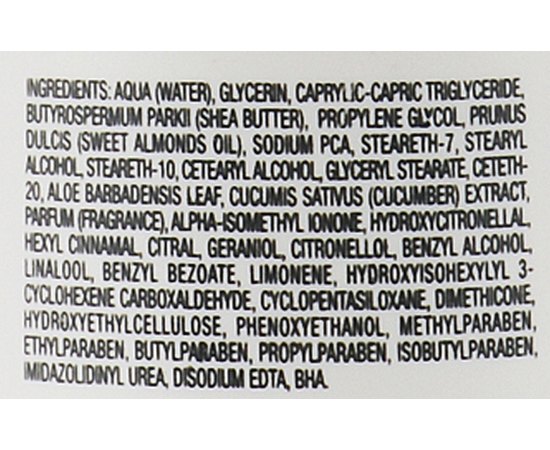 INGREDIENTS: AQUA (WATER), GLYCERIN, CAPRYLIC-CAPRIC TRIGLYCERIDE,
BUTYROSPERMUM PARKII (SHEA BUTTER), PROPYLENE GLYCOL, PRUNUS
DULCIS (SWEET ALMONDS OIL), SODIUM PCA, STEARETH-7, STEARYL
ALCOHOL, STEARETH-10, CETEARYL ALCOHOL, GLYCERYL STEARATE, CETETH-
20, ALOE BARBADENSIS LEAF, CUCUMIS SATIVUS (CUCUMBER) EXTRACT,
PARFUM (FRAGRANCE), ALPHA-ISOMETHYL IONONE, HYDROXYCITRONELLAL,
HEXYL CINNAMAL, CITRAL, GERANIOL, CITRONELLOL, BENZYL ALCOHOL,
LINALOOL, BENZYL BEZOATE, LIMONENE, HYDROXYISOHEXYLYL 3-
CYCLOHEXENE CARBOXALDEHYDE, CYCLOPENTASILOXANE, DIMETHICONE,
HYDROXYETHYLCELLULOSE, PHENOXYETHANOL, METHYLPARABEN,
ETHYLPARABEN, BUTYLPARABEN, PROPYLPARABEN, ISOBUTYLPARABEN,
IMIDAZOLIDINYL UREA, DISODIUM EDTA, BHA.